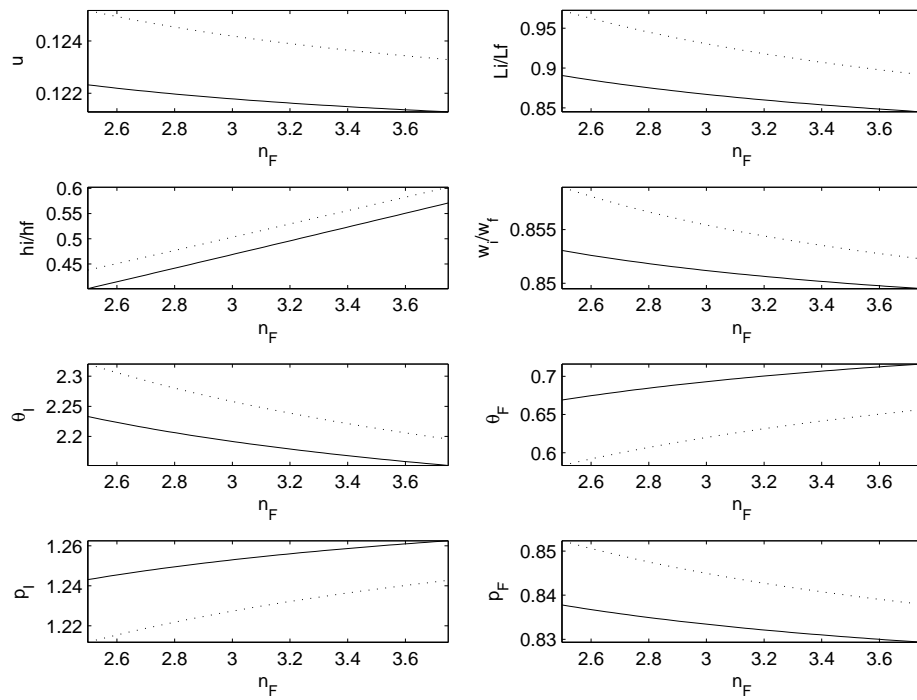 0.124
0.122
u
2.6 2.8 3 3.2 3.4 3.6
n_F
0.95
0.9
0.85
Li/Lf
2.6 2.8 3 3.2 3.4 3.6
n_F
0.6
0.55
0.5
0.45
hi/hf
2.6 2.8 3 3.2 3.4 3.6
n_F
0.855
0.85
w_i/w_f
2.6 2.8 3 3.2 3.4 3.6
n_F
2.3
2.25
2.2
θ_I
2.6 2.8 3 3.2 3.4 3.6
n_F
0.7
0.65
0.6
θ_F
2.6 2.8 3 3.2 3.4 3.6
n_F
1.26
1.24
1.22
p_I
2.6 2.8 3 3.2 3.4 3.6
n_F
0.85
0.84
0.83
p_F
2.6 2.8 3 3.2 3.4 3.6
n_F